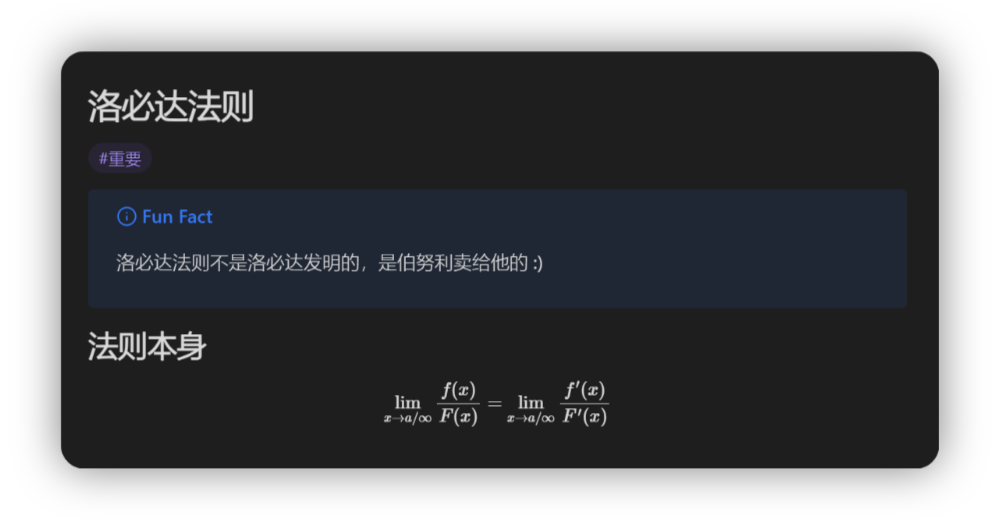 洛必达法则
#重要
Fun Fact
洛必达法则不是洛必达发明的，是伯努利卖给他的 :)
法则本身
lim_{x→a/∞} f(x)/F(x) = lim_{x→a/∞} f′(x)/F′(x)